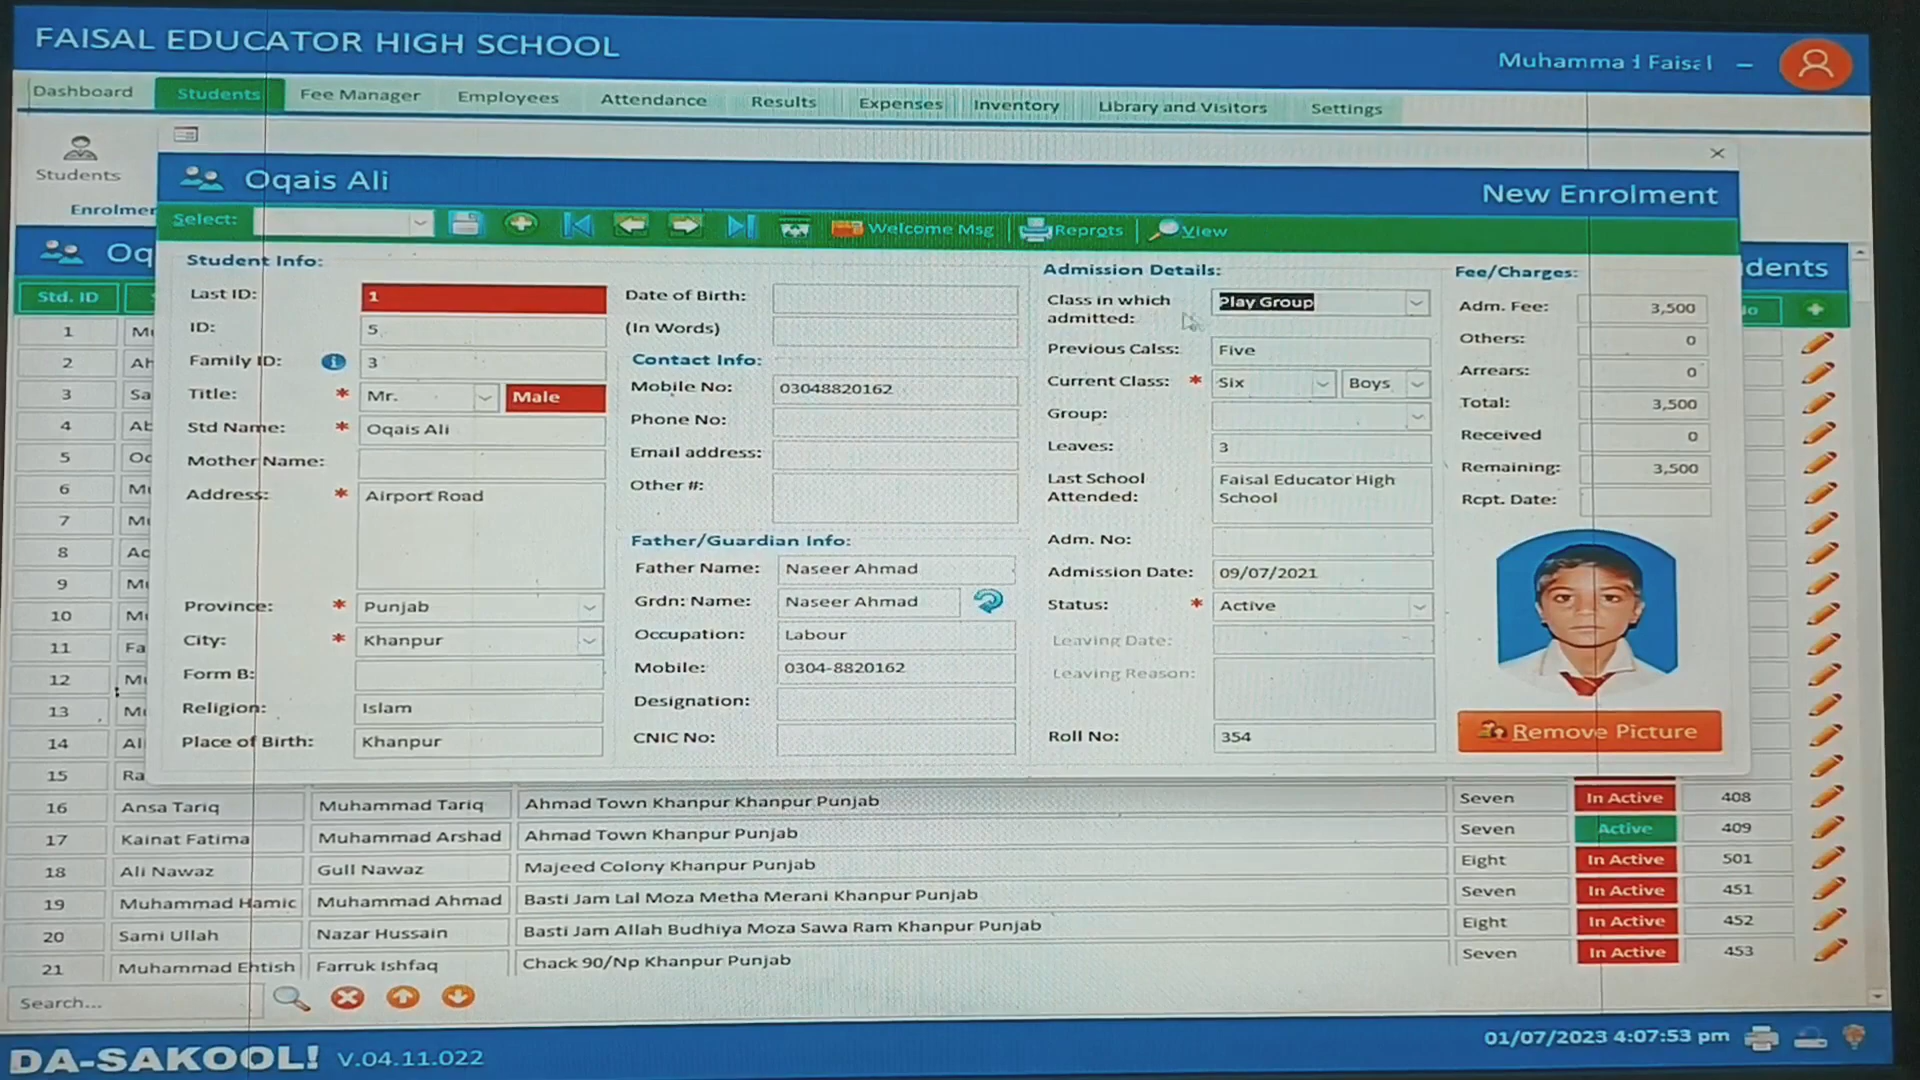 FAISAL EDUCATOR HIGH SCHOOL
Muhammad Faisal
Dashboard Students Fee Manager Employees Attendance Results Expenses Inventory Library and Visitors Settings
Students
Oqais Ali
New Enrolment
Select: Welcome Msg Reprots View
dents
Std. ID
Student Info:
Last ID: 1
ID: 5
Family ID: 3
Title: * Mr. Male
Std Name: * Oqais Ali
Mother Name:
Address: * Airport Road
Province: * Punjab
City: * Khanpur
Form B:
Religion: Islam
Place of Birth: Khanpur
Date of Birth:
(In Words)
Contact Info:
Mobile No: 03048820162
Phone No:
Email address:
Other #:
Father/Guardian Info:
Father Name: Naseer Ahmad
Grdn: Name: Naseer Ahmad
Occupation: Labour
Mobile: 0304-8820162
Designation:
CNIC No:
Admission Details:
Class in which admitted: Play Group
Previous Calss: Five
Current Class: * Six Boys
Group:
Leaves: 3
Last School Attended: Faisal Educator High School
Adm. No:
Admission Date: 09/07/2021
Status: * Active
Leaving Date:
Leaving Reason:
Roll No: 354
Fee/Charges:
Adm. Fee: 3,500
Others: 0
Arrears: 0
Total: 3,500
Received 0
Remaining: 3,500
Rcpt. Date:
Remove Picture
1
2
3
4
5
6
7
8
9
10
11
12
13
14
15
16 Ansa Tariq Muhammad Tariq Ahmad Town Khanpur Khanpur Punjab Seven In Active 408
17 Kainat Fatima Muhammad Arshad Ahmad Town Khanpur Punjab Seven Active 409
18 Ali Nawaz Gull Nawaz Majeed Colony Khanpur Punjab Eight In Active 501
19 Muhammad Hamic Muhammad Ahmad Basti Jam Lal Moza Metha Merani Khanpur Punjab Seven In Active 451
20 Sami Ullah Nazar Hussain Basti Jam Allah Budhiya Moza Sawa Ram Khanpur Punjab Eight In Active 452
21 Muhammad Ehtish Farruk Ishfaq Chack 90/Np Khanpur Punjab Seven In Active 453
Search...
DA-SAKOOL! V.04.11.022
01/07/2023 4:07:53 pm